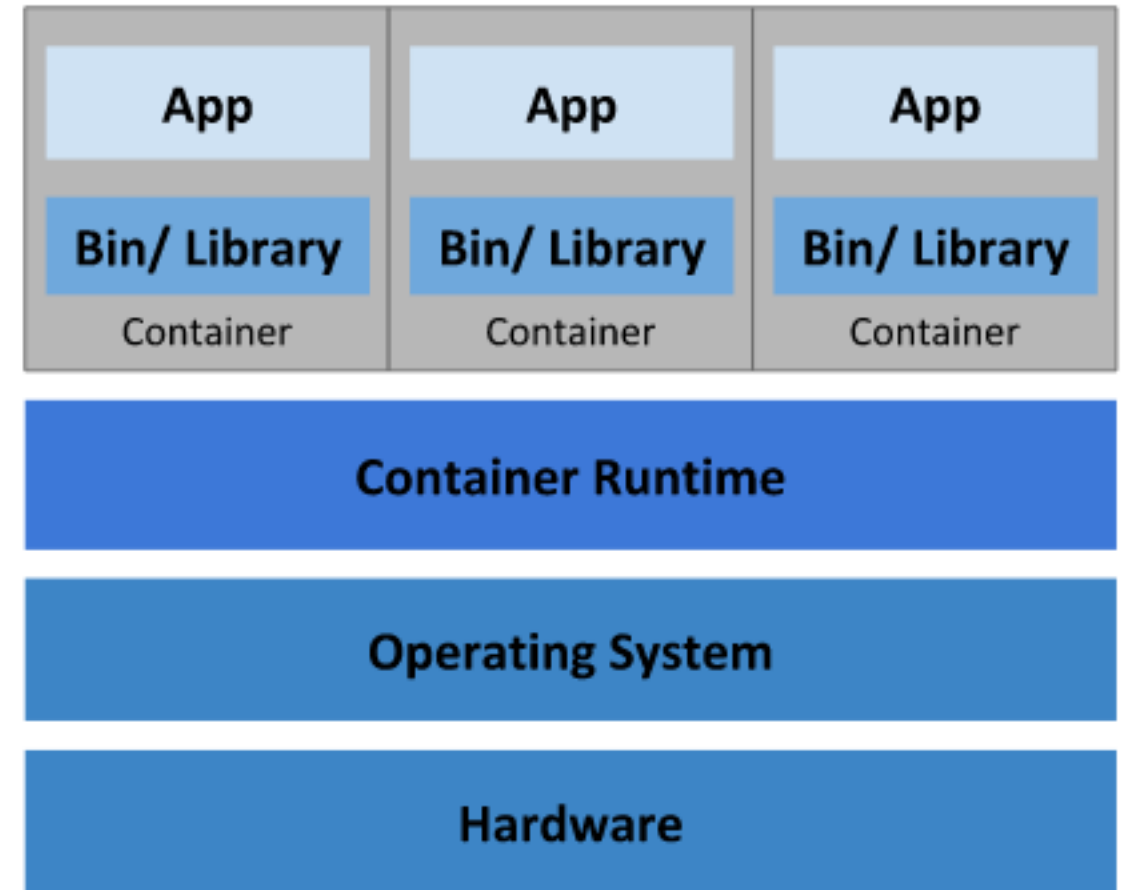 App App App
Bin/ Library Bin/ Library Bin/ Library
Container Container Container
Container Runtime
Operating System
Hardware